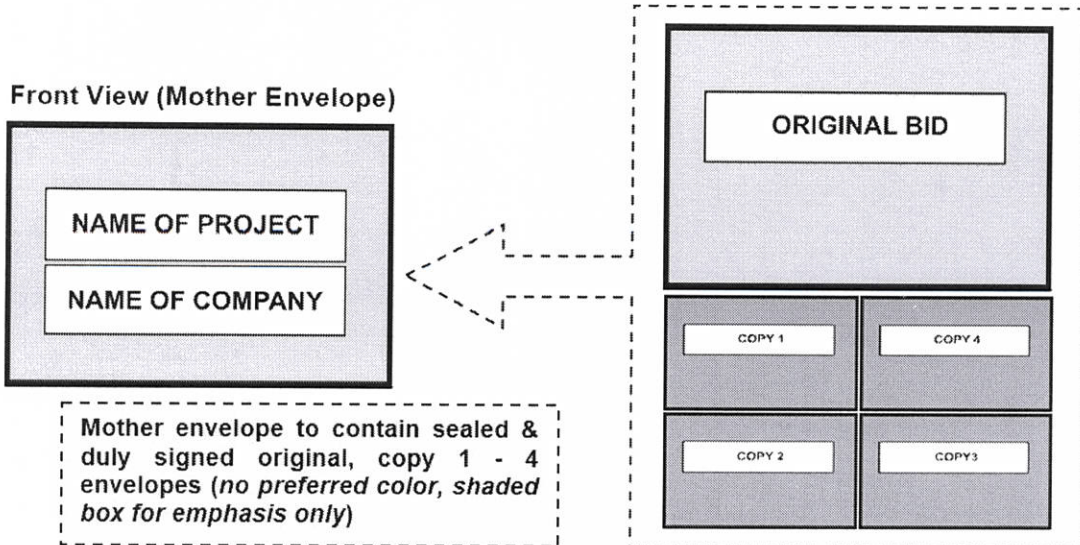 Front View (Mother Envelope)
NAME OF PROJECT
NAME OF COMPANY
Mother envelope to contain sealed &
duly signed original, copy 1 - 4
envelopes (no preferred color, shaded
box for emphasis only)
ORIGINAL BID
COPY 1
COPY 4
COPY 2
COPY3